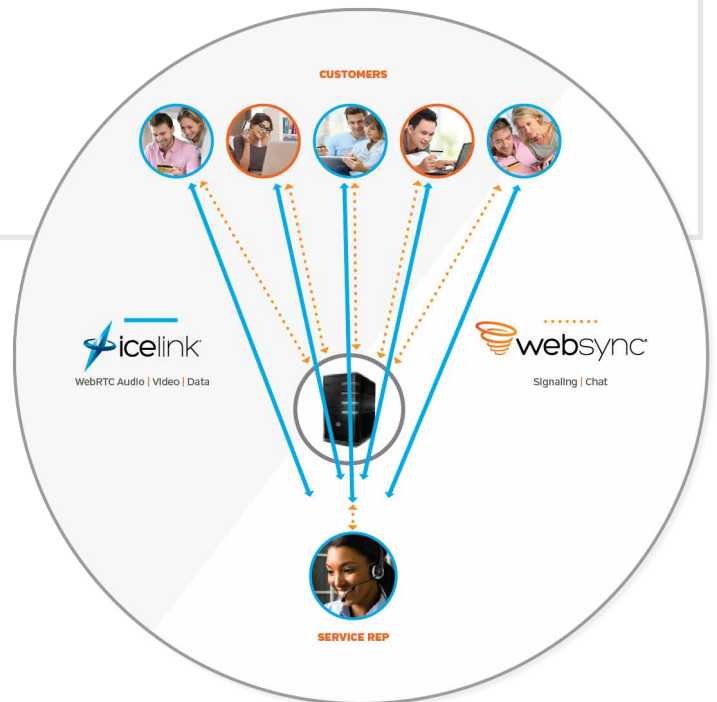 CUSTOMERS
icelink
WebRTC Audio | Video | Data
websync
Signaling | Chat
SERVICE REP